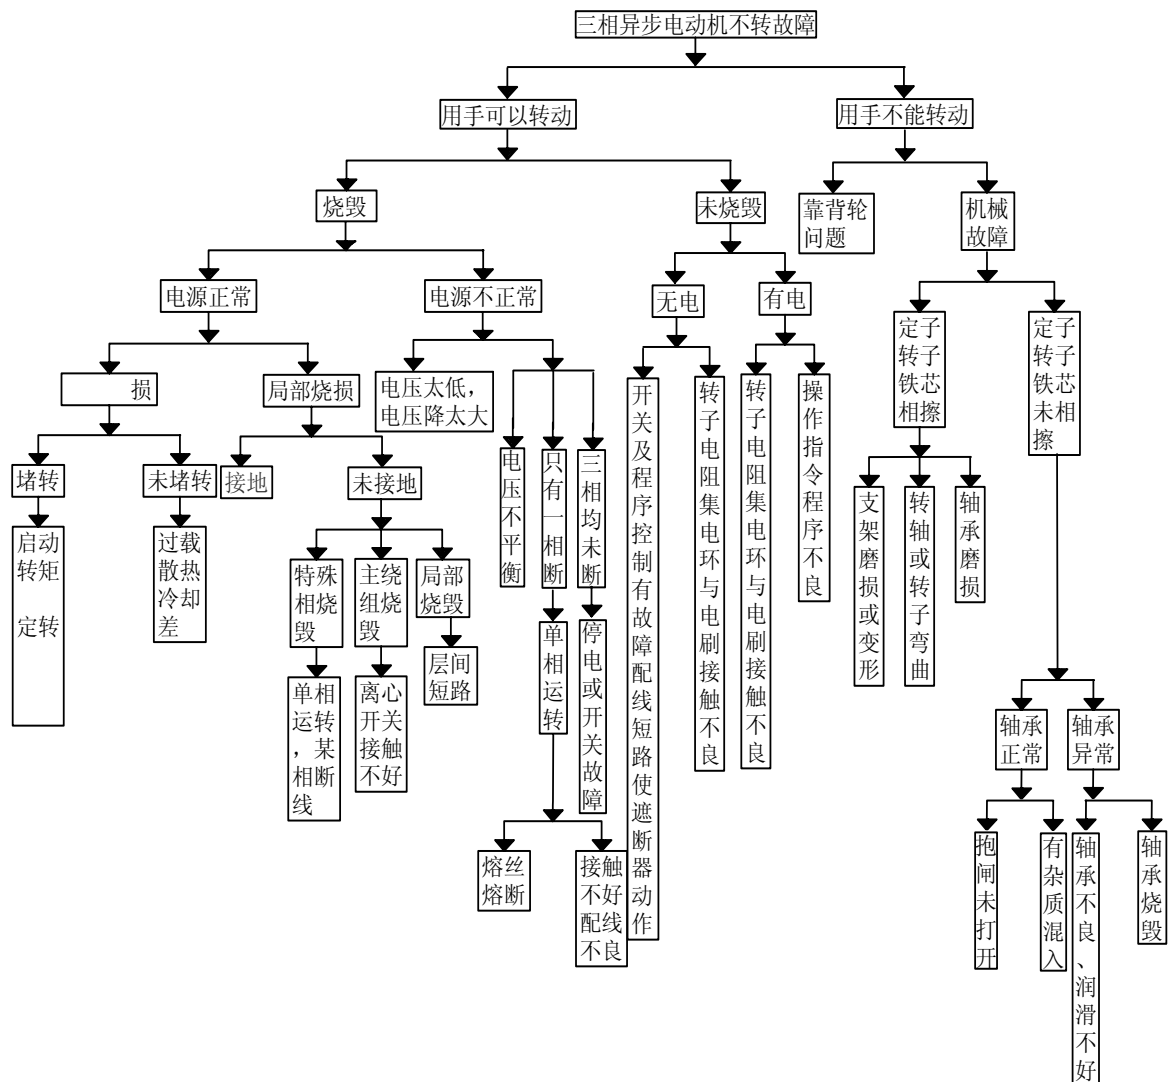 三相异步电动机不转故障
用手可以转动
用手不能转动
烧毁
未烧毁
靠背轮
问题
机械
故障
电源正常
电源不正常
无电
有电
定子
转子
铁芯
相擦
定子
转子
铁芯
未相
擦
损
局部烧损
电压太低，
电压降太大
开关及程序控制有故障配线短路使遮断器动作
转子电阻集电环与电刷接触不良
转子电阻集电环与电刷接触不良
操作指令程序不良
堵转
未堵转
接地
未接地
电压不平衡
只有一相断
三相均未断
支架磨损或变形
转轴或转子弯曲
轴承磨损
启动
转矩
定转
过载
散热
冷却
差
特殊
相烧
毁
主绕
组烧
毁
局部
烧毁
单相运转
停电或开关故障
层间
短路
单相
运转
，某
相断
线
离心
开关
接触
不好
轴承
正常
轴承
异常
熔丝
熔断
接触
不好
配线
不良
抱闸未打开
有杂质混入
轴承不良、润滑不好
轴承烧毁